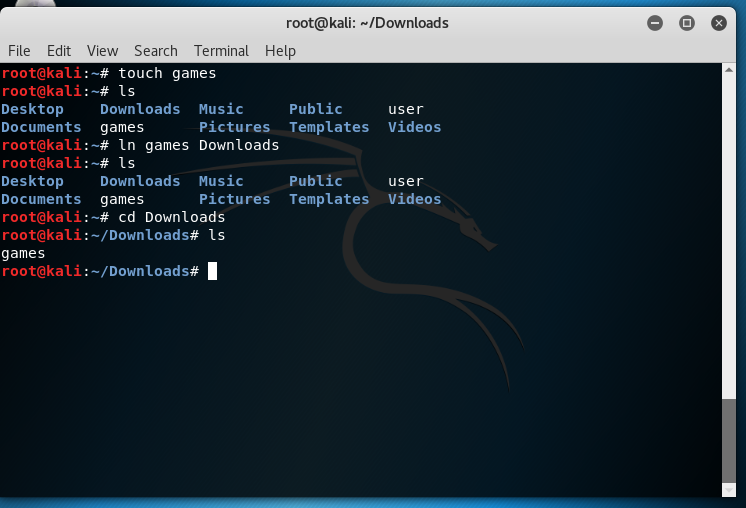 root@kali: ~/Downloads
File Edit View Search Terminal Help
root@kali:~# touch games
root@kali:~# ls
Desktop    Downloads  Music     Public     user
Documents  games      Pictures  Templates  Videos
root@kali:~# ln games Downloads
root@kali:~# ls
Desktop    Downloads  Music     Public     user
Documents  games      Pictures  Templates  Videos
root@kali:~# cd Downloads
root@kali:~/Downloads# ls
games
root@kali:~/Downloads#